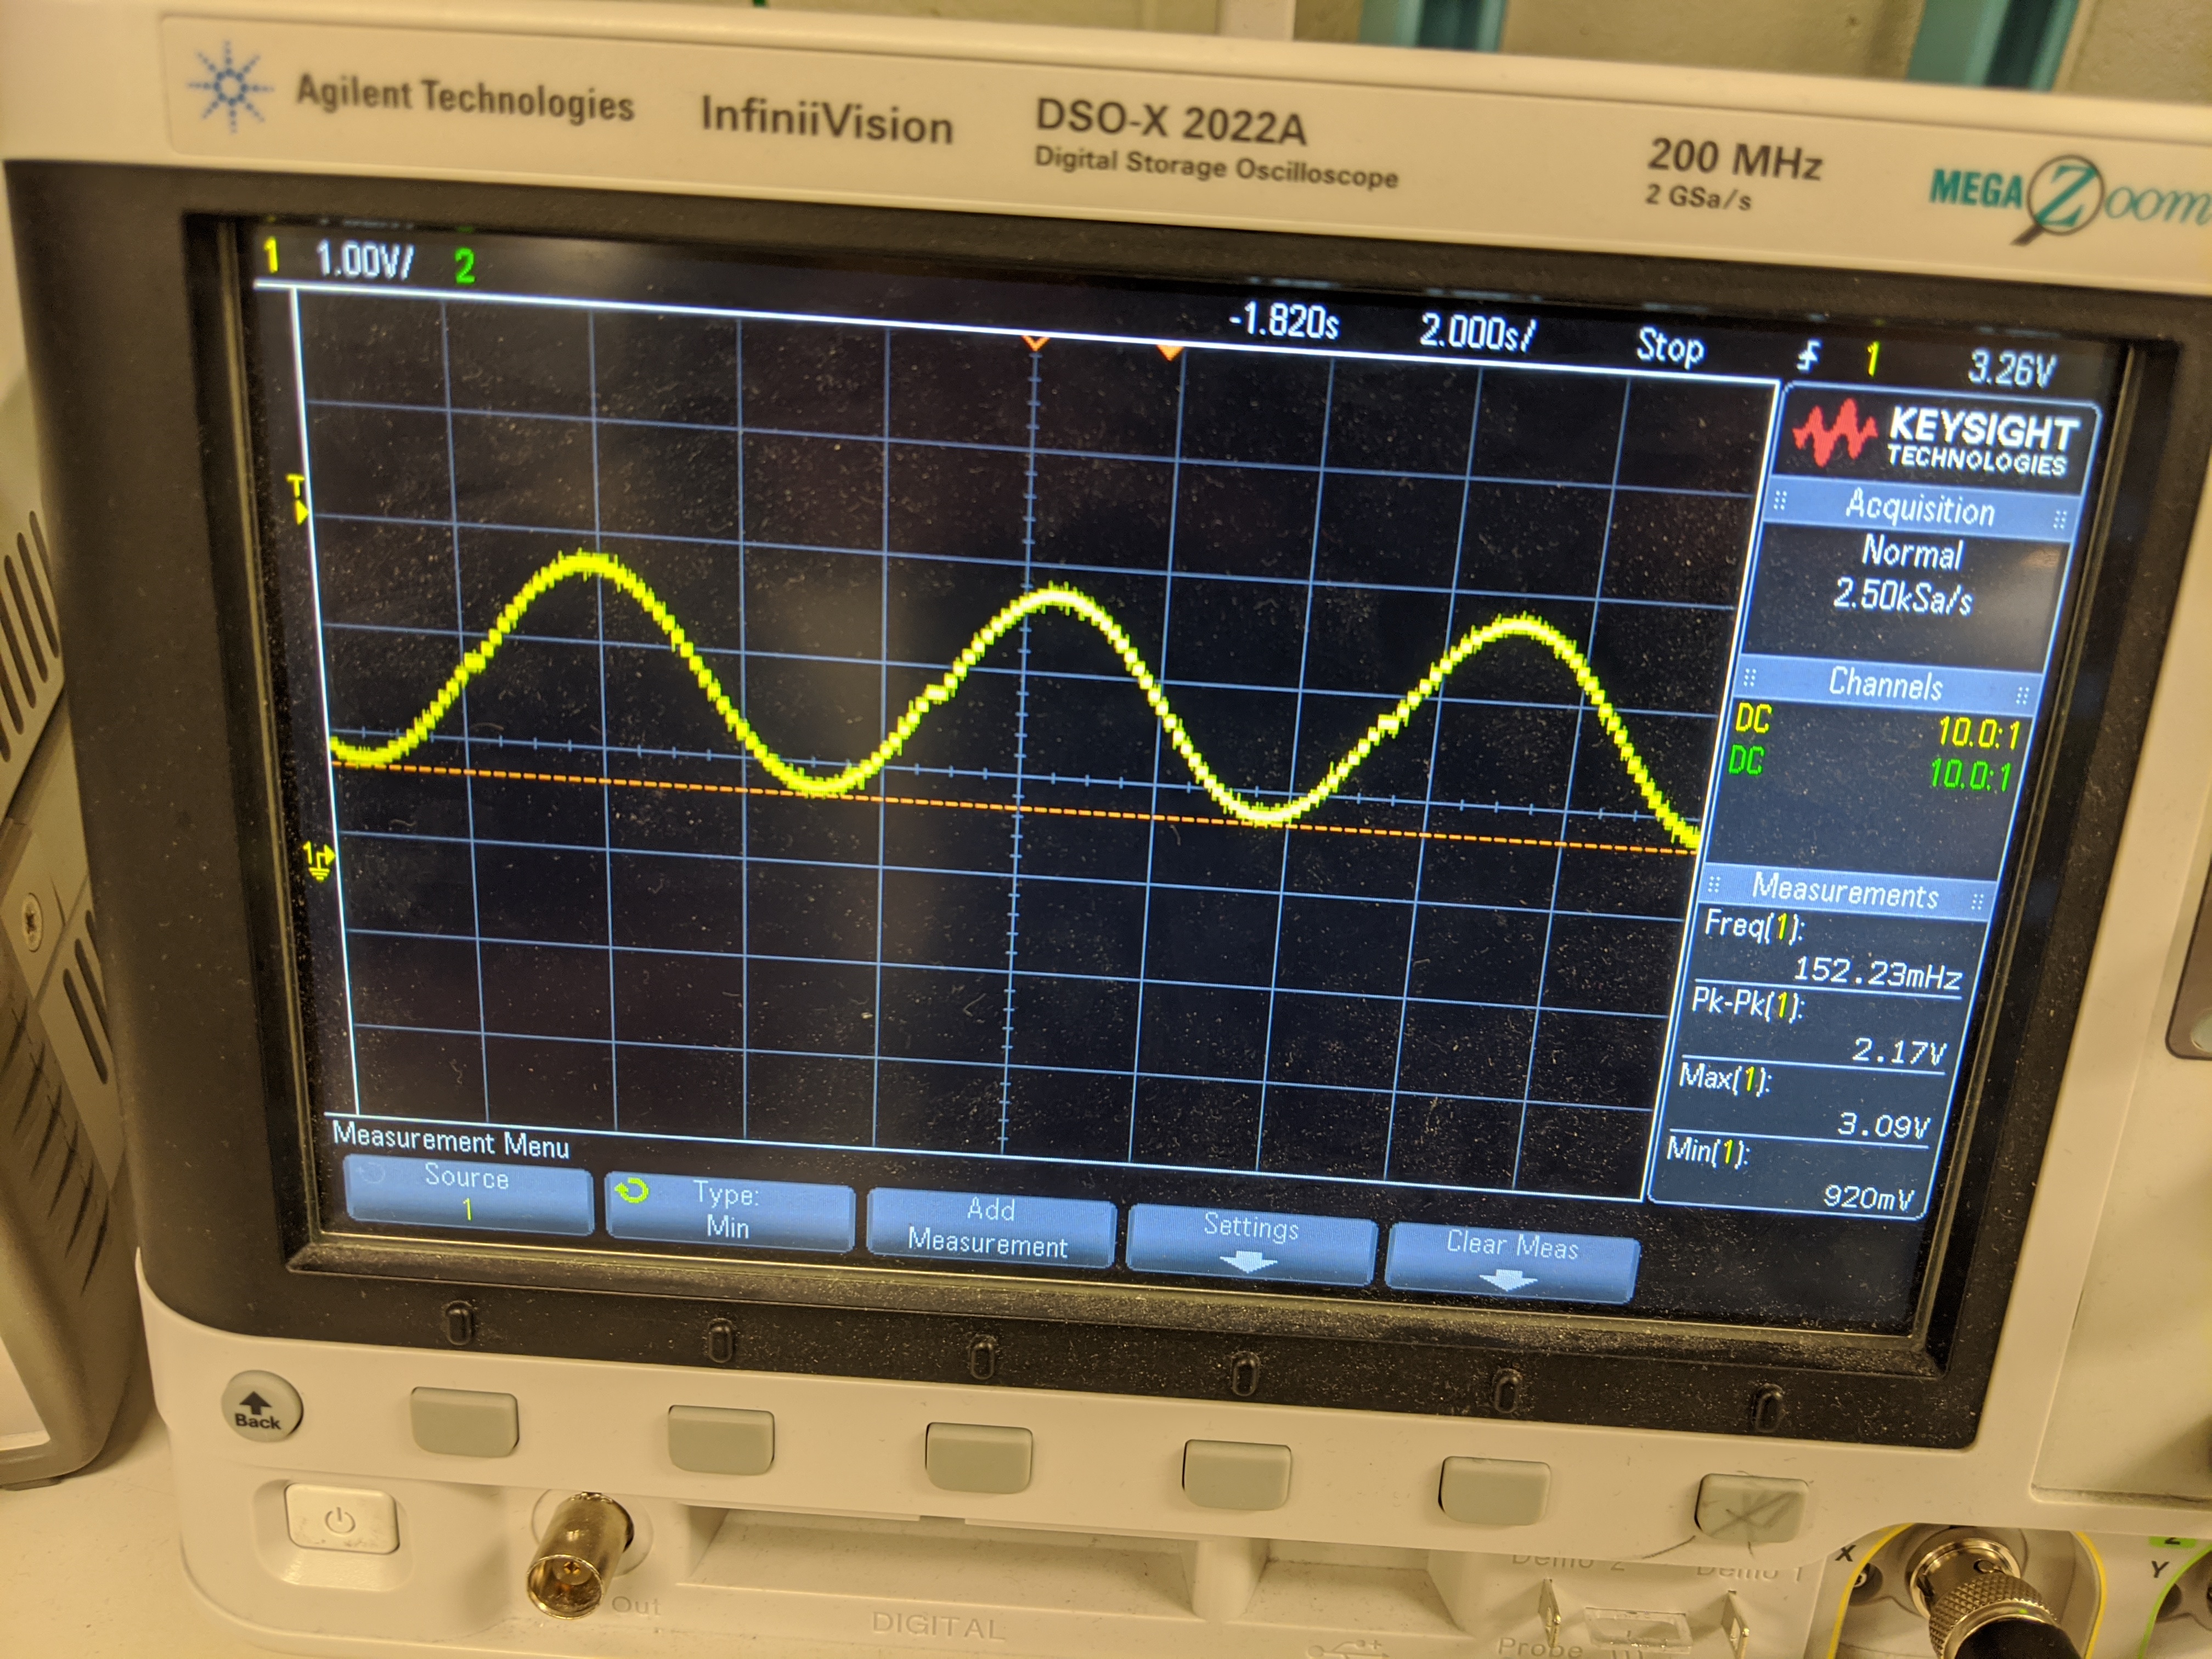 Agilent Technologies
InfiniiVision
DSO-X 2022A
Digital Storage Oscilloscope
200 MHz
2 GSa/s
MEGA Zoom
1 1.00V/ 2
-1.820s 2.000s/ Stop 1 3.26V
KEYSIGHT
TECHNOLOGIES
Acquisition
Normal
2.50kSa/s
Channels
DC 10.0:1
DC 10.0:1
Measurements
Freq(1):
152.23mHz
Pk-Pk(1):
2.17V
Max(1):
3.09V
Min(1):
920mV
T
1
Measurement Menu
Source
1
Type:
Min
Add
Measurement
Settings
Clear Meas
Back
Out
DIGITAL
Demo 2
Demo 1
Probe
X
Y